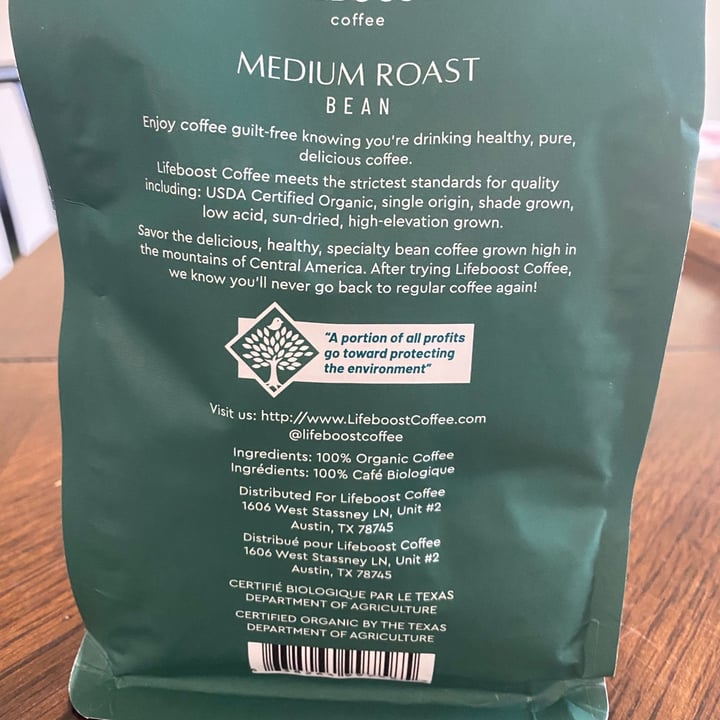 coffee
MEDIUM ROAST
BEAN
Enjoy coffee guilt-free knowing you're drinking healthy, pure,
delicious coffee.
Lifeboost Coffee meets the strictest standards for quality
including: USDA Certified Organic, single origin, shade grown,
low acid, sun-dried, high-elevation grown.
Savor the delicious, healthy, specialty bean coffee grown high in
the mountains of Central America. After trying Lifeboost Coffee,
we know you'll never go back to regular coffee again!
"A portion of all profits
go toward protecting
the environment"
Visit us: http://www.LifeboostCoffee.com
@lifeboostcoffee
Ingredients: 100% Organic Coffee
Ingrédients: 100% Café Biologique
Distributed For Lifeboost Coffee
1606 West Stassney LN, Unit #2
Austin, TX 78745
Distribué pour Lifeboost Coffee
1606 West Stassney LN, Unit #2
Austin, TX 78745
CERTIFIÉ BIOLOGIQUE PAR LE TEXAS
DEPARTMENT OF AGRICULTURE
CERTIFIED ORGANIC BY THE TEXAS
DEPARTMENT OF AGRICULTURE